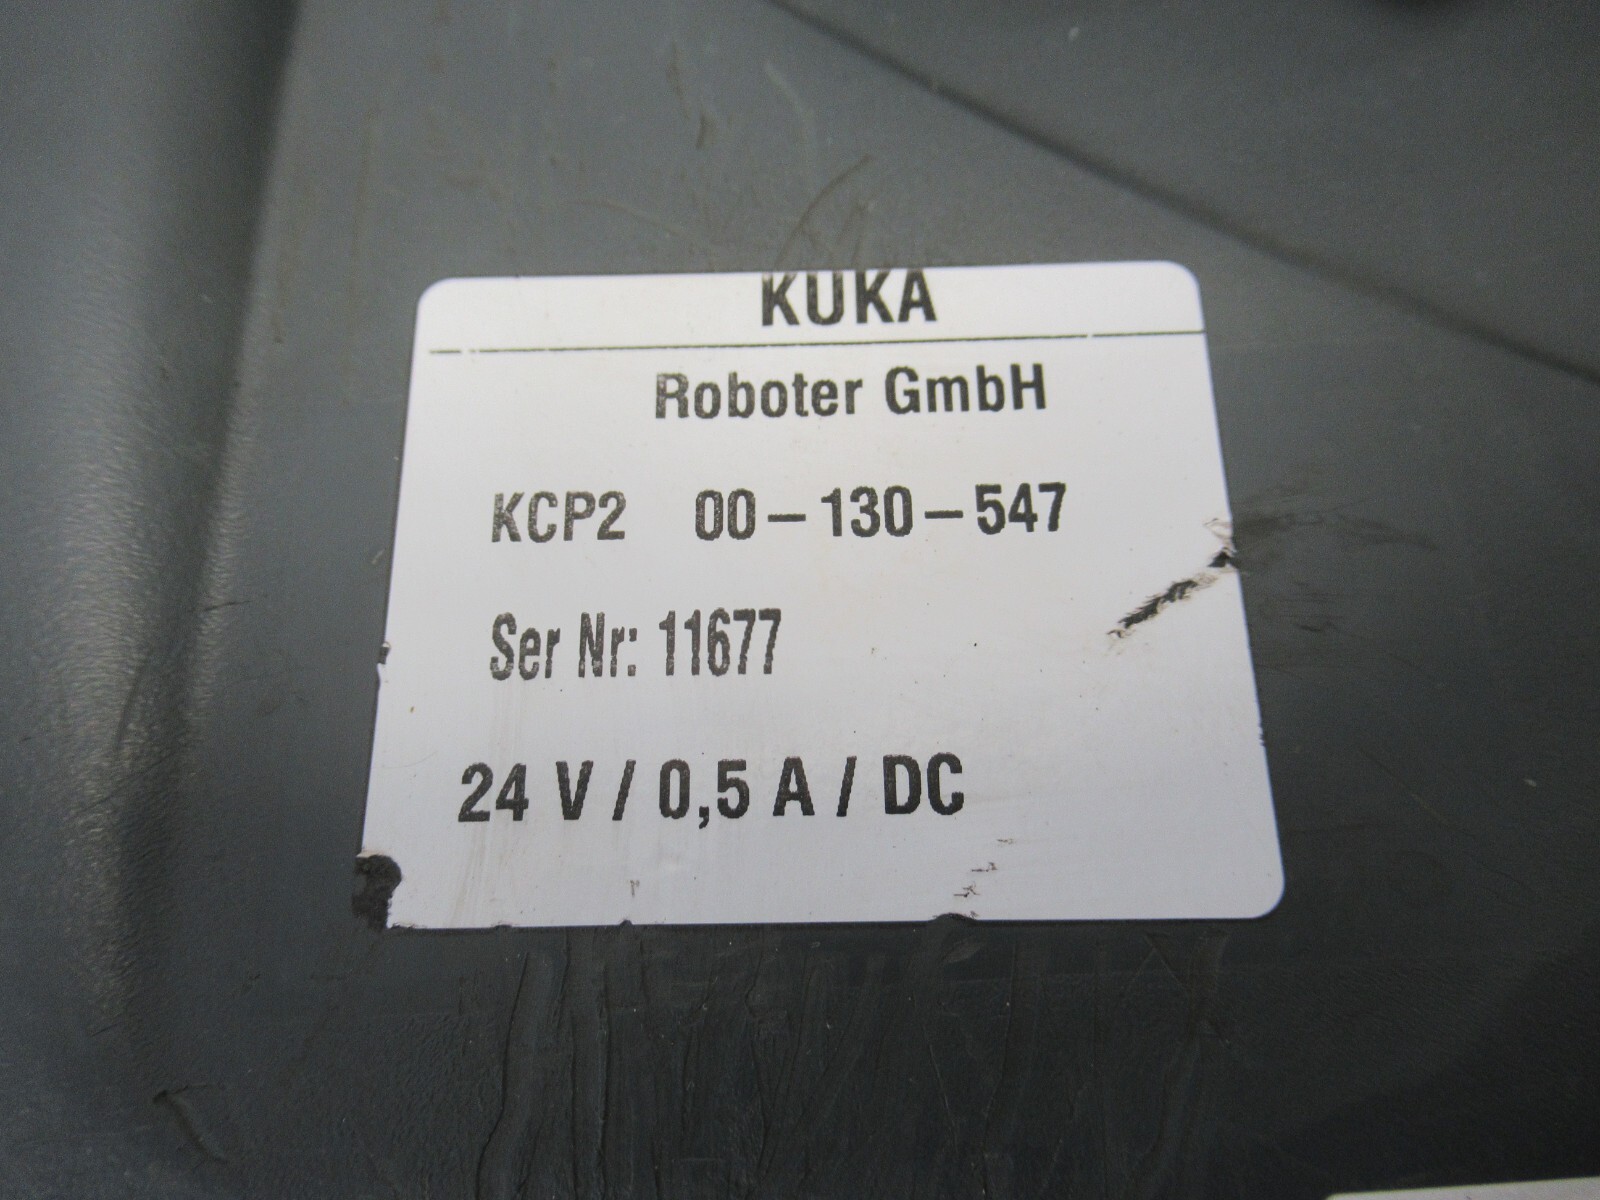 KUKA
Roboter GmbH
KCP2 00-130-547
Ser Nr: 11677
24 V / 0,5 A / DC